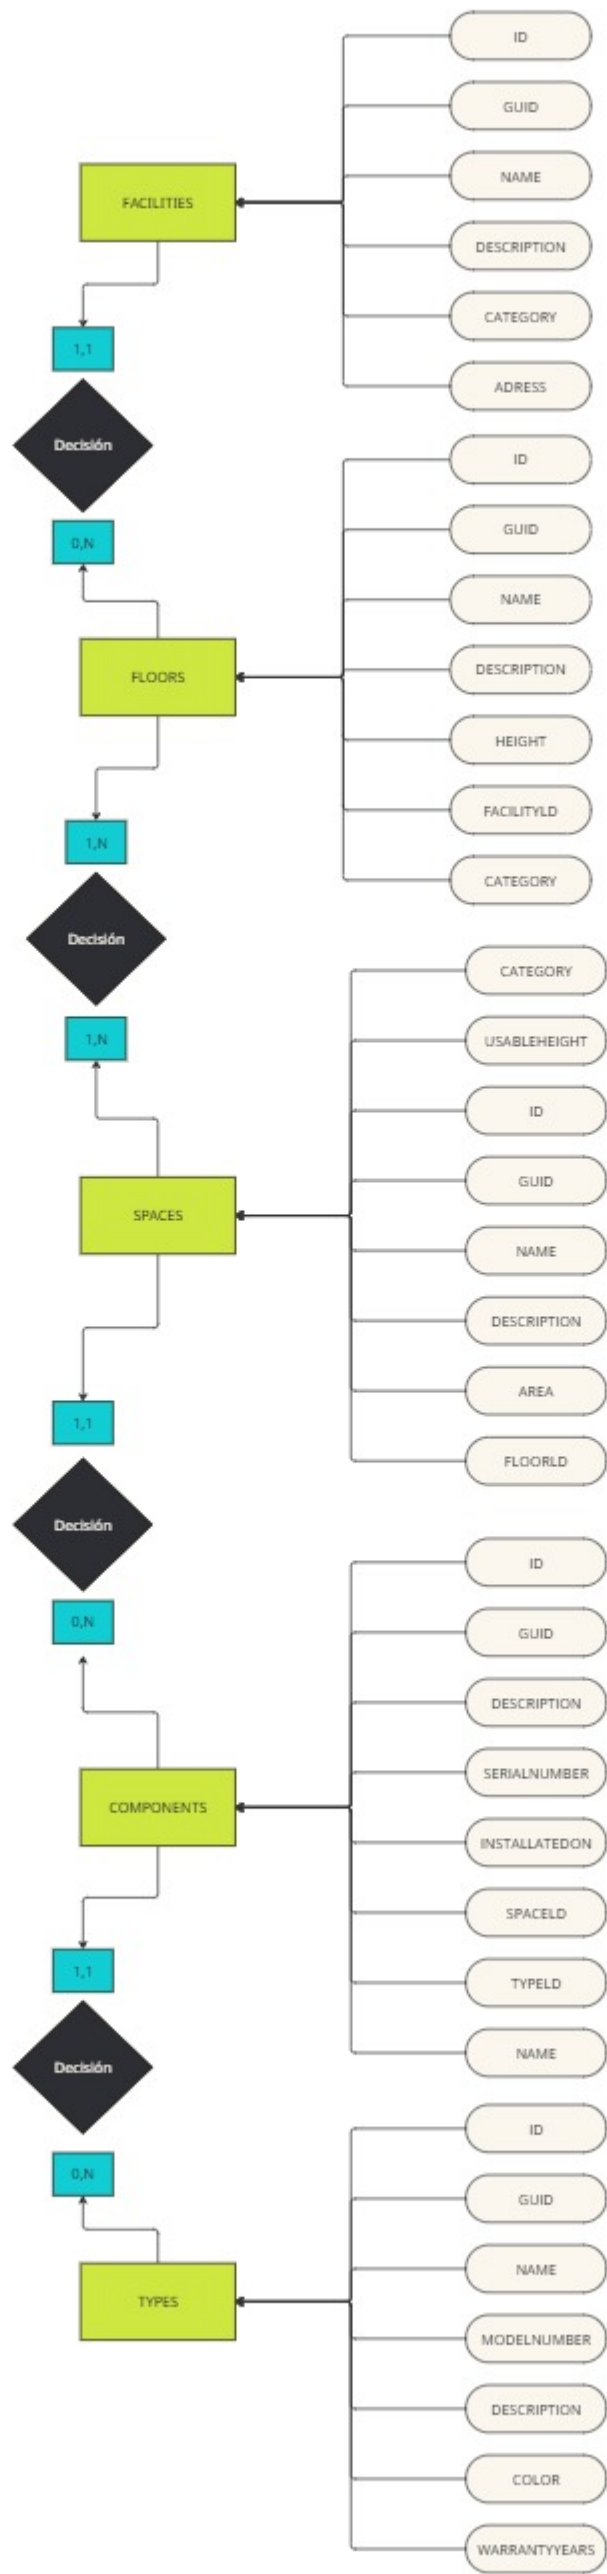 ID
GUID
NAME
FACILITIES
DESCRIPTION
CATEGORY
1,1
ADRESS
Decisión
ID
GUID
0,N
NAME
DESCRIPTION
FLOORS
HEIGHT
FACILITYLD
1,N
CATEGORY
Decisión
CATEGORY
1,N
USABLEHEIGHT
ID
GUID
SPACES
NAME
DESCRIPTION
AREA
1,1
FLOORLD
Decisión
ID
0,N
GUID
DESCRIPTION
SERIALNUMBER
COMPONENTS
INSTALLATEDON
SPACELD
1,1
TYPELD
NAME
Decisión
ID
0,N
GUID
NAME
TYPES
MODELNUMBER
DESCRIPTION
COLOR
WARRANTYYEARS